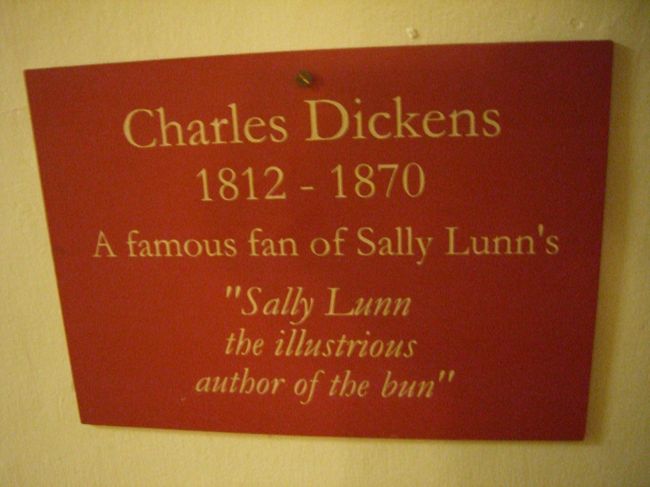 Charles Dickens
1812 - 1870
A famous fan of Sally Lunn's
"Sally Lunn
the illustrious
author of the bun"